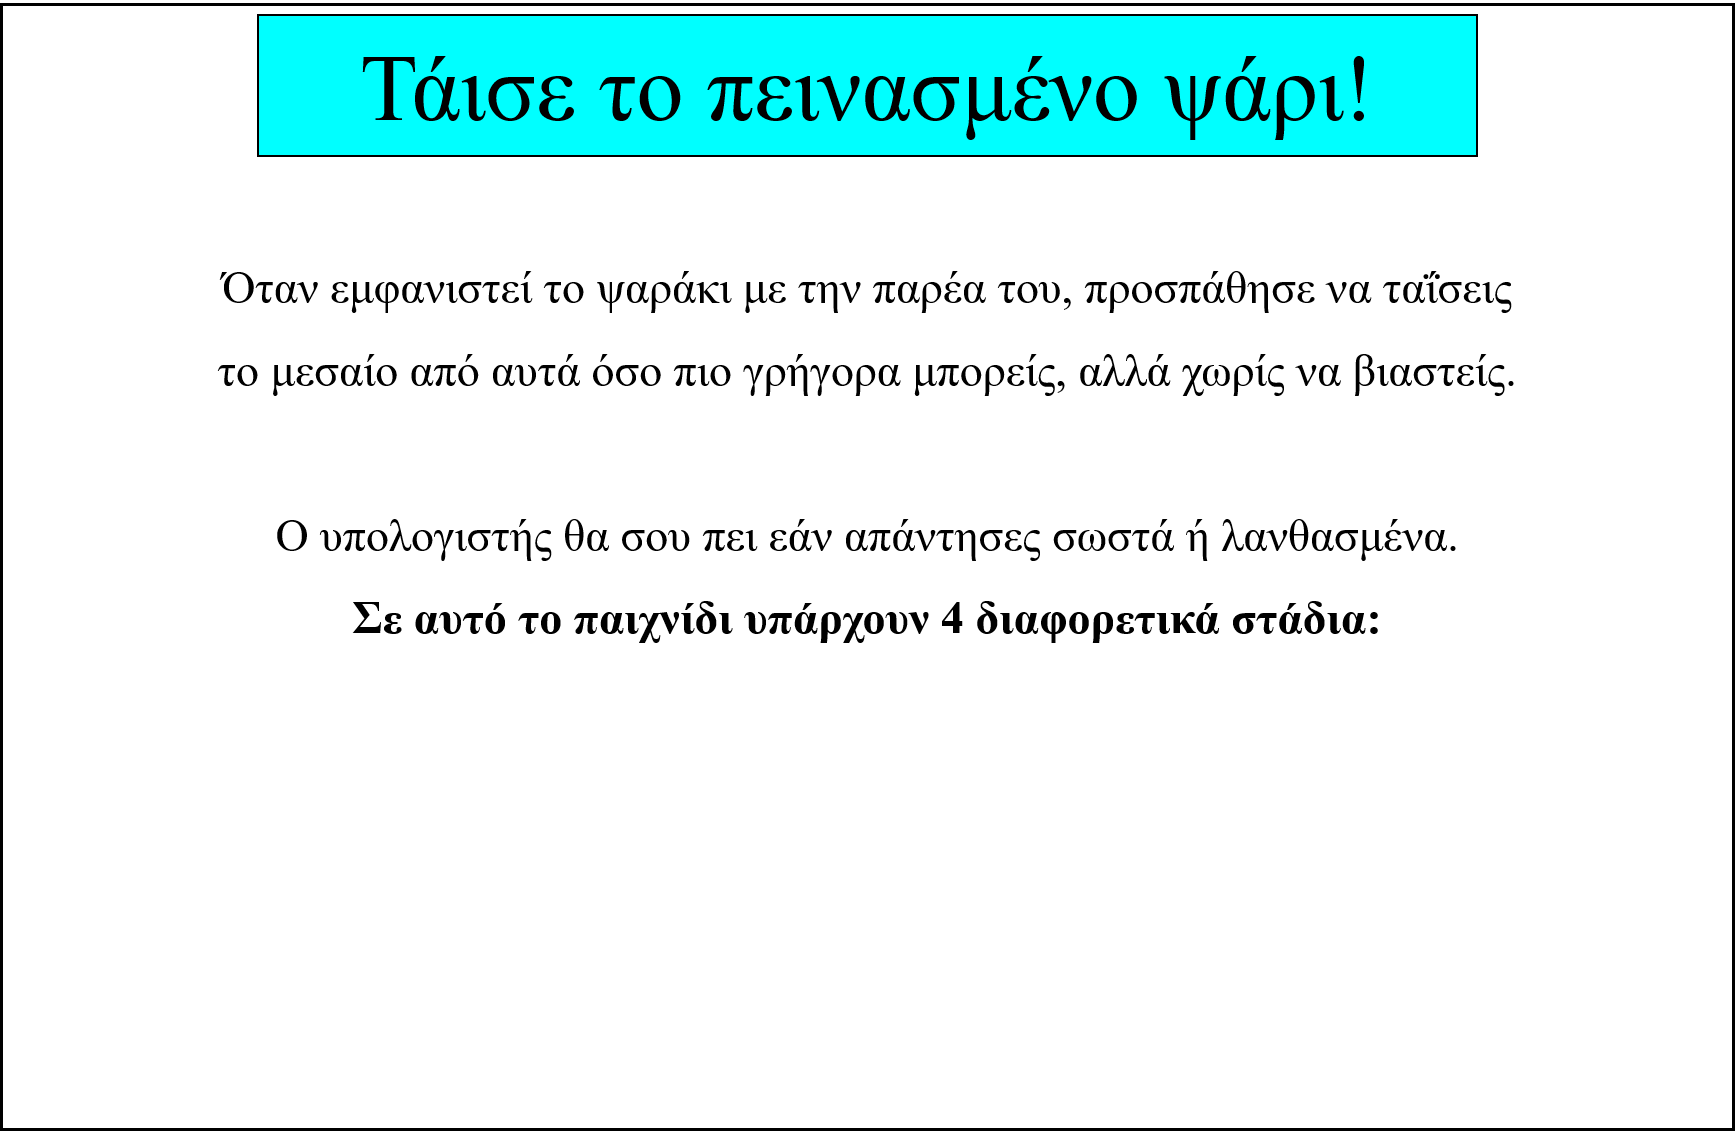 Τάισε το πεινασμένο ψάρι!
Όταν εμφανιστεί το ψαράκι με την παρέα του, προσπάθησε να ταΐσεις
το μεσαίο από αυτά όσο πιο γρήγορα μπορείς, αλλά χωρίς να βιαστείς.
Ο υπολογιστής θα σου πει εάν απάντησες σωστά ή λανθασμένα.
Σε αυτό το παιχνίδι υπάρχουν 4 διαφορετικά στάδια: